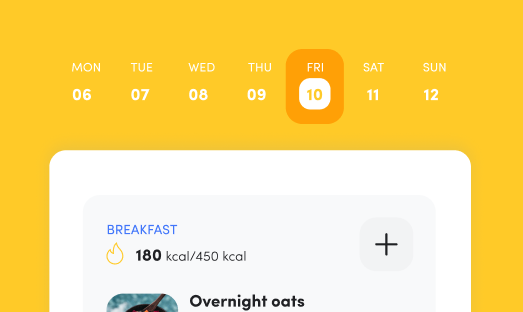 MON TUE WED THU FRI SAT SUN
06 07 08 09 10 11 12
BREAKFAST
180 kcal/450 kcal
Overnight oats